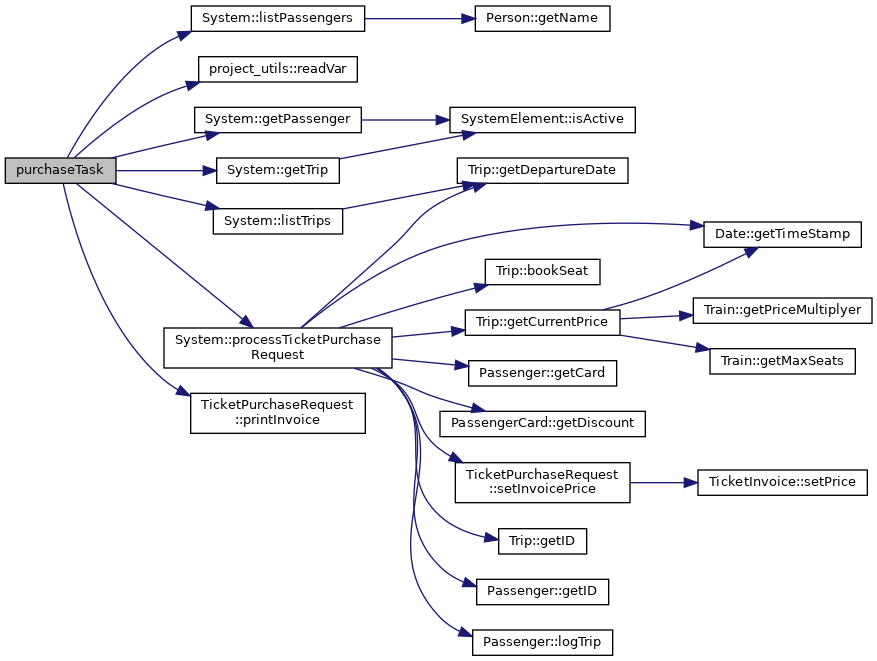 System::listPassengers
Person::getName
project_utils::readVar
System::getPassenger
SystemElement::isActive
purchaseTask
System::getTrip
Trip::getDepartureDate
System::listTrips
Date::getTimeStamp
Trip::bookSeat
Train::getPriceMultiplyer
Trip::getCurrentPrice
System::processTicketPurchase
Request
Train::getMaxSeats
Passenger::getCard
TicketPurchaseRequest
::printInvoice
PassengerCard::getDiscount
TicketPurchaseRequest
::setInvoicePrice
TicketInvoice::setPrice
Trip::getID
Passenger::getID
Passenger::logTrip